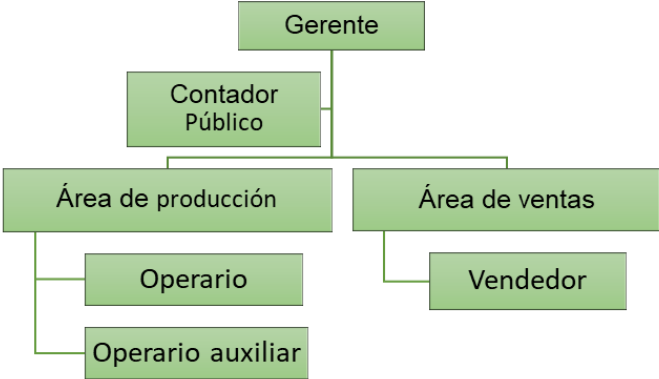 Gerente
Contador
Público
Área de producción
Área de ventas
Operario
Vendedor
Operario auxiliar